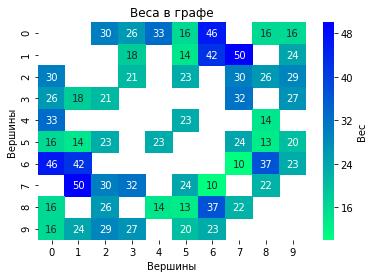 Веса в графе
0 30 26 33 16 46 16 16
1 18 14 42 50 24
2 30 21 23 30 26 29
3 26 18 21 32 27
4 33 23 14
5 16 14 23 23 24 13 20
6 46 42 10 37 23
7 50 30 32 24 10 22
8 16 26 14 13 37 22
9 16 24 29 27 20 23
0 1 2 3 4 5 6 7 8 9
Вершины
Вершины
48
40
32
24
16
Вес